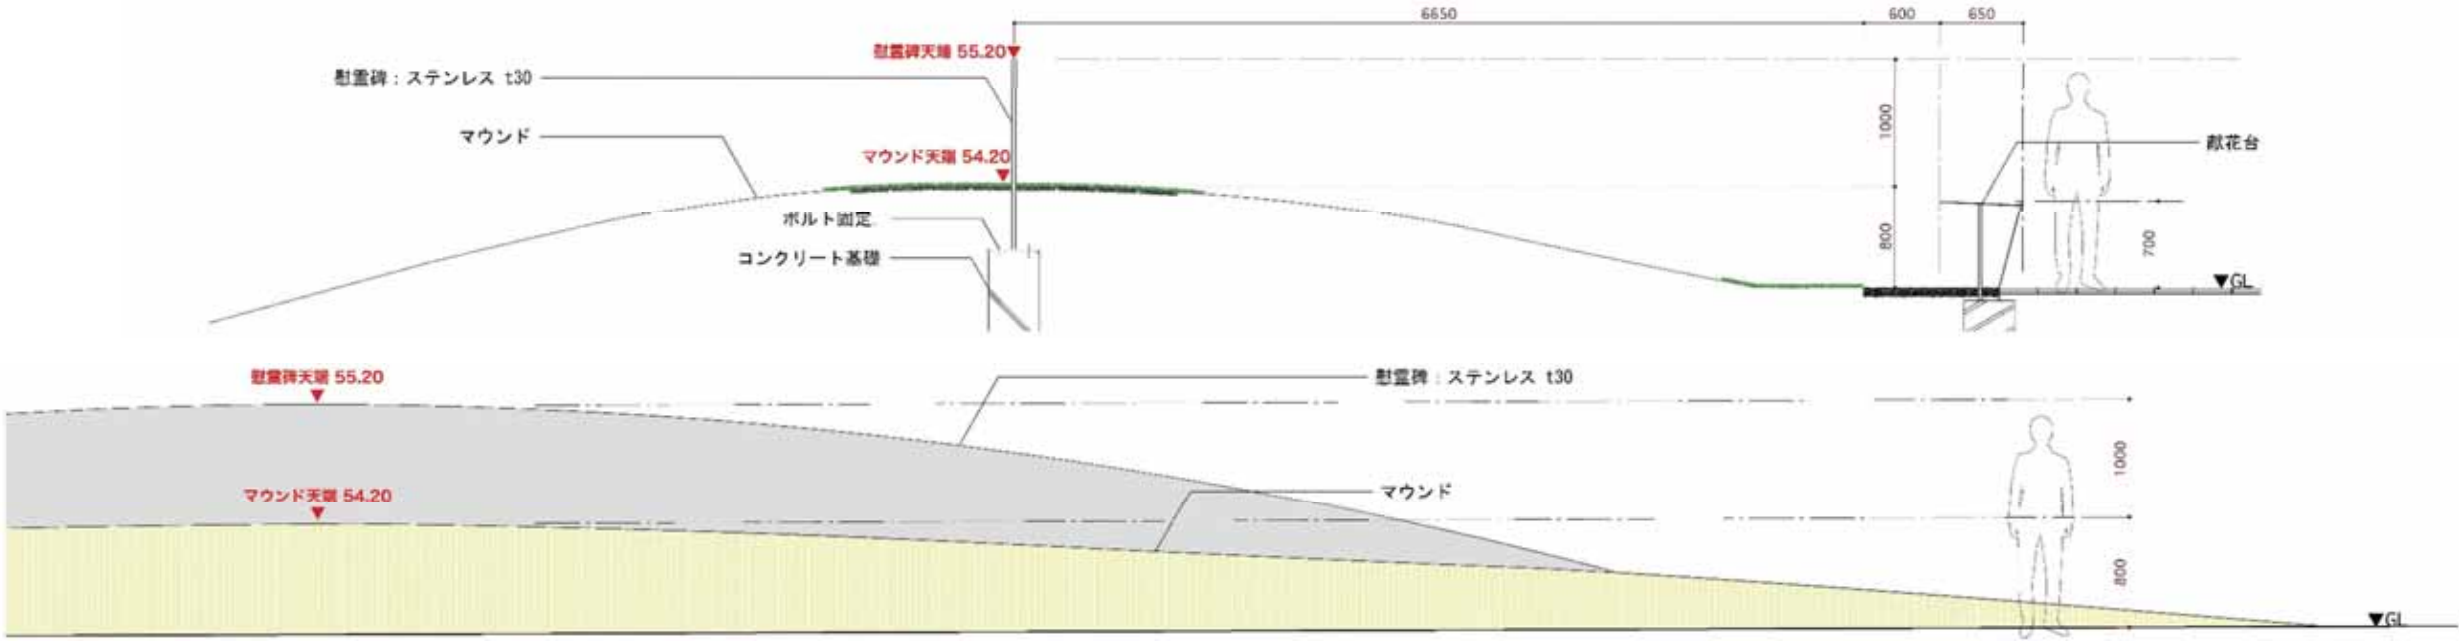 6650 600 650
慰霊碑天端 55.20
慰霊碑：ステンレス t30
マウンド
1000
マウンド天端 54.20
献花台
ボルト固定
800
700
コンクリート基礎
▼GL
慰霊碑天端 55.20
慰霊碑：ステンレス t30
1000
マウンド天端 54.20
マウンド
800
▼GL